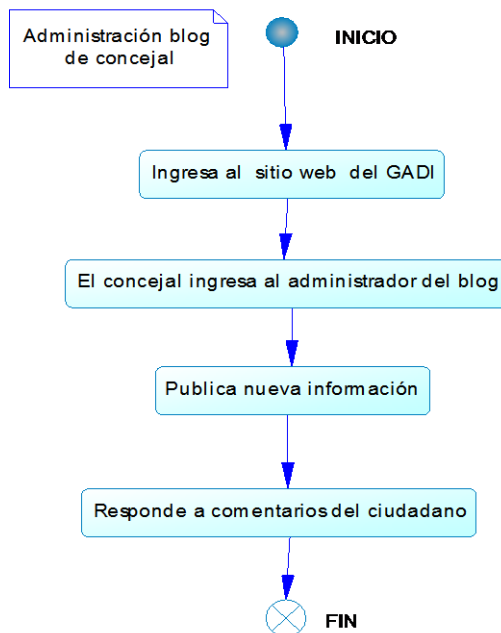 Administración blog
de concejal
INICIO
Ingresa al sitio web del GADI
El concejal ingresa al administrador del blog
Publica nueva información
Responde a comentarios del ciudadano
FIN